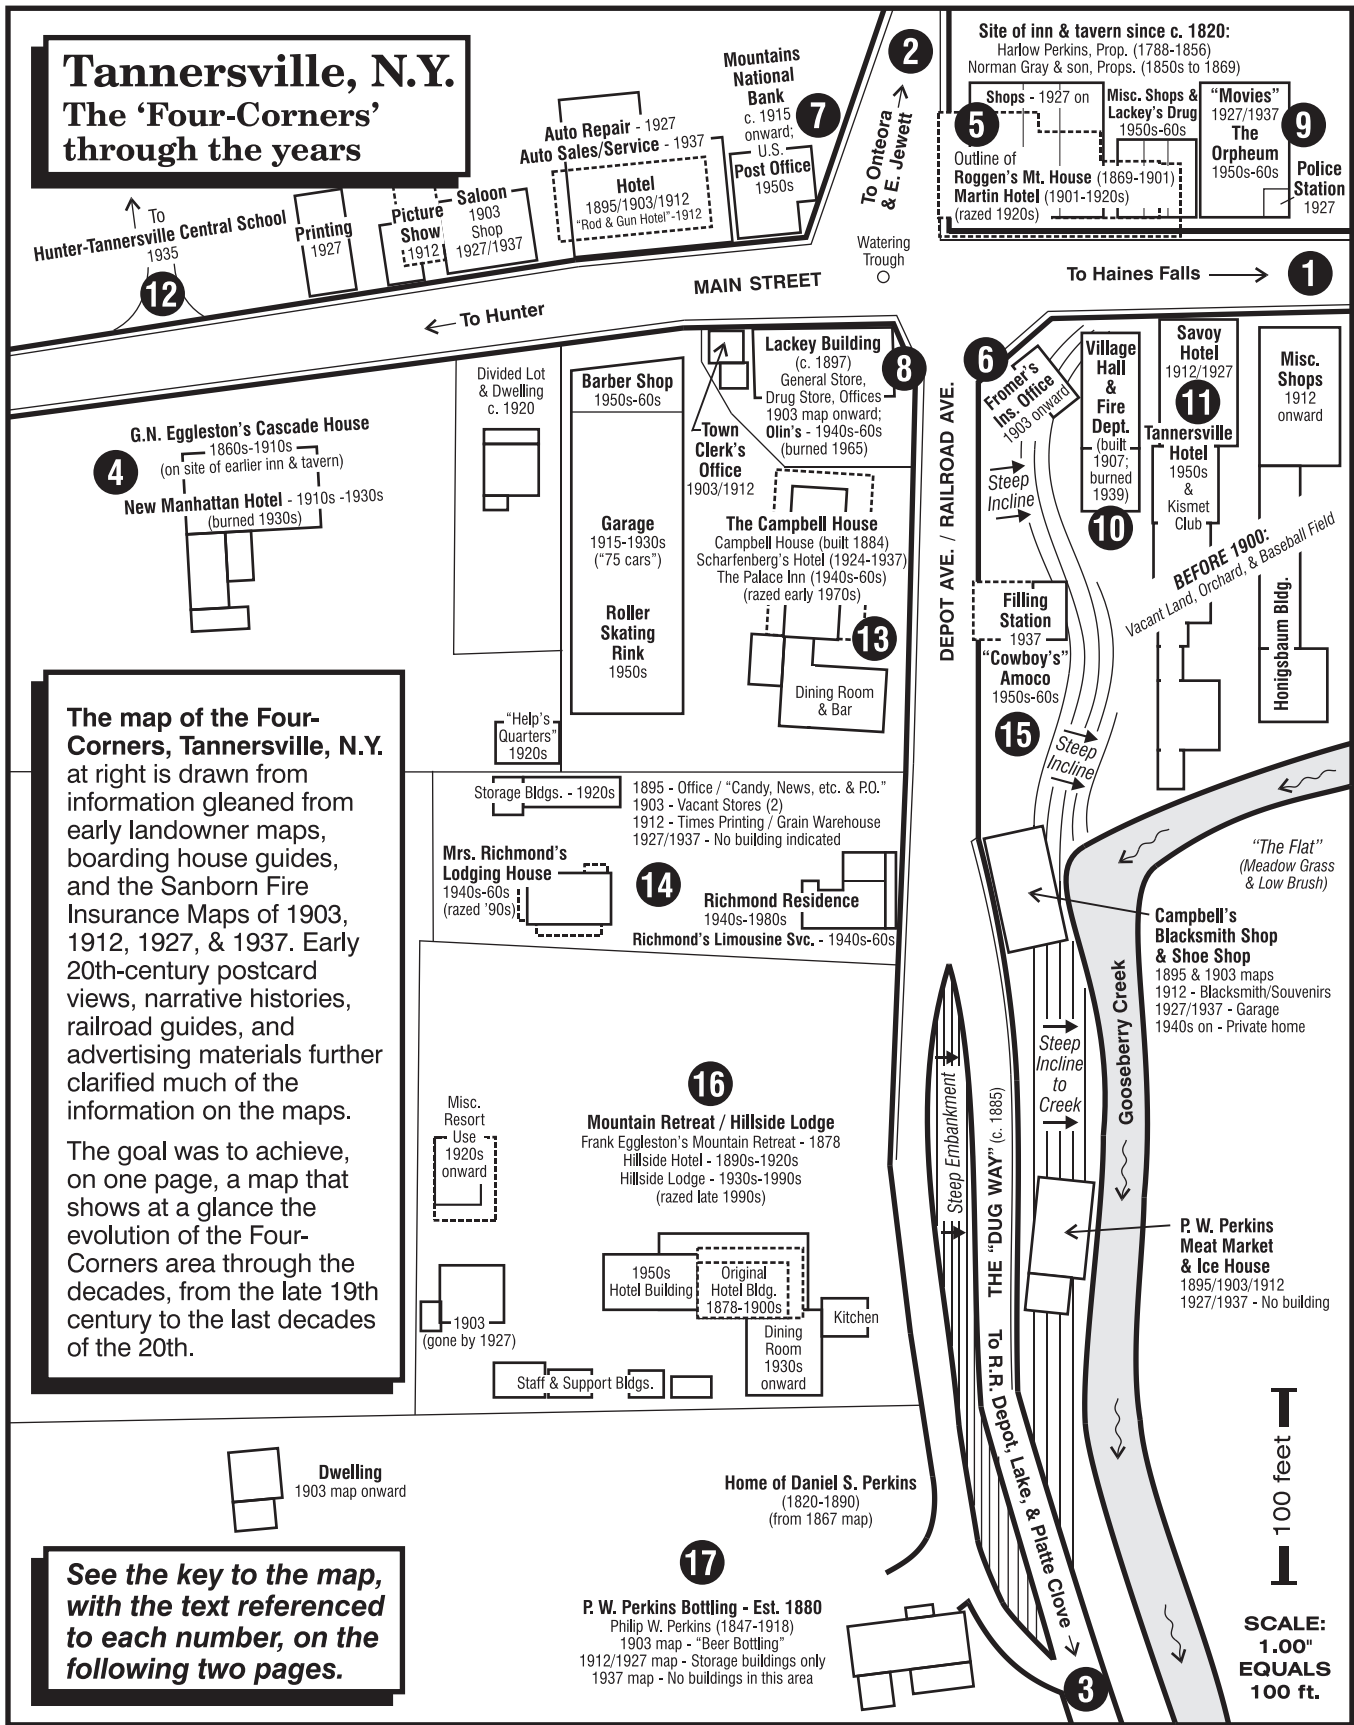 Tannersville, N.Y.
The ‘Four-Corners’
through the years
Mountains
National
Bank
c. 1915
onward;
U.S.
Post Office
1950s
7
2
To Onteora
& E. Jewett
Site of inn & tavern since c. 1820:
Harlow Perkins, Prop. (1788-1856)
Norman Gray & son, Props. (1850s to 1869)
5
Shops - 1927 on
Misc. Shops &
Lackey’s Drug
1950s-60s
“Movies”
1927/1937
The
Orpheum
1950s-60s
9
Police
Station
1927
Outline of
Roggen’s Mt. House (1869-1901)
Martin Hotel (1901-1920s)
(razed 1920s)
Auto Repair - 1927
Auto Sales/Service - 1937
Hotel
1895/1903/1912
“Rod & Gun Hotel”-1912
Saloon
1903
Shop
1927/1937
Picture
Show
1912
Printing
1927
To
Hunter-Tannersville Central School
1935
12
Watering
Trough
MAIN STREET
To Haines Falls
1
To Hunter
Divided Lot
& Dwelling
c. 1920
Barber Shop
1950s-60s
Garage
1915-1930s
(“75 cars”)
Roller
Skating
Rink
1950s
Town
Clerk’s
Office
1903/1912
Lackey Building
(c. 1897)
General Store,
Drug Store, Offices
1903 map onward;
Olin’s - 1940s-60s
(burned 1965)
8
DEPOT AVE. / RAILROAD AVE.
6
Fromer’s
Ins. Office
1903 onward
Steep
Incline
Village
Hall
&
Fire
Dept.
(built
1907;
burned
1939)
10
Savoy
Hotel
1912/1927
11
Tannersville
Hotel
1950s
&
Kismet
Club
Misc.
Shops
1912
onward
BEFORE 1900:
Vacant Land, Orchard, & Baseball Field
Honigsbaum Bldg.
G.N. Eggleston’s Cascade House
1860s-1910s
(on site of earlier inn & tavern)
4
New Manhattan Hotel - 1910s -1930s
(burned 1930s)
The Campbell House
Campbell House (built 1884)
Scharfenberg’s Hotel (1924-1937)
The Palace Inn (1940s-60s)
(razed early 1970s)
13
Dining Room
& Bar
Filling
Station
1937
“Cowboy’s”
Amoco
1950s-60s
15
Steep
Incline
The map of the Four-
Corners, Tannersville, N.Y.
at right is drawn from
information gleaned from
early landowner maps,
boarding house guides,
and the Sanborn Fire
Insurance Maps of 1903,
1912, 1927, & 1937. Early
20th-century postcard
views, narrative histories,
railroad guides, and
advertising materials further
clarified much of the
information on the maps.
The goal was to achieve,
on one page, a map that
shows at a glance the
evolution of the Four-
Corners area through the
decades, from the late 19th
century to the last decades
of the 20th.
“Help’s
Quarters”
1920s
Storage Bldgs. - 1920s
1895 - Office / “Candy, News, etc. & P.O.”
1903 - Vacant Stores (2)
1912 - Times Printing / Grain Warehouse
1927/1937 - No building indicated
Mrs. Richmond’s
Lodging House
1940s-60s
(razed ’90s)
14
Richmond Residence
1940s-1980s
Richmond’s Limousine Svc. - 1940s-60s
“The Flat”
(Meadow Grass
& Low Brush)
Campbell’s
Blacksmith Shop
& Shoe Shop
1895 & 1903 maps
1912 - Blacksmith/Souvenirs
1927/1937 - Garage
1940s on - Private home
Gooseberry Creek
Steep
Incline
to
Creek
Steep Embankment
THE “DUG WAY” (c. 1885)
To R.R. Depot, Lake, & Platte Clove
3
16
Mountain Retreat / Hillside Lodge
Frank Eggleston’s Mountain Retreat - 1878
Hillside Hotel - 1890s-1920s
Hillside Lodge - 1930s-1990s
(razed late 1990s)
Misc.
Resort
Use
1920s
onward
1950s
Hotel Building
Original
Hotel Bldg.
1878-1900s
Kitchen
Dining
Room
1930s
onward
1903
(gone by 1927)
Staff & Support Bldgs.
P. W. Perkins
Meat Market
& Ice House
1895/1903/1912
1927/1937 - No building
Dwelling
1903 map onward
Home of Daniel S. Perkins
(1820-1890)
(from 1867 map)
17
P. W. Perkins Bottling - Est. 1880
Philip W. Perkins (1847-1918)
1903 map - “Beer Bottling”
1912/1927 map - Storage buildings only
1937 map - No buildings in this area
See the key to the map,
with the text referenced
to each number, on the
following two pages.
100 feet
SCALE:
1.00"
EQUALS
100 ft.